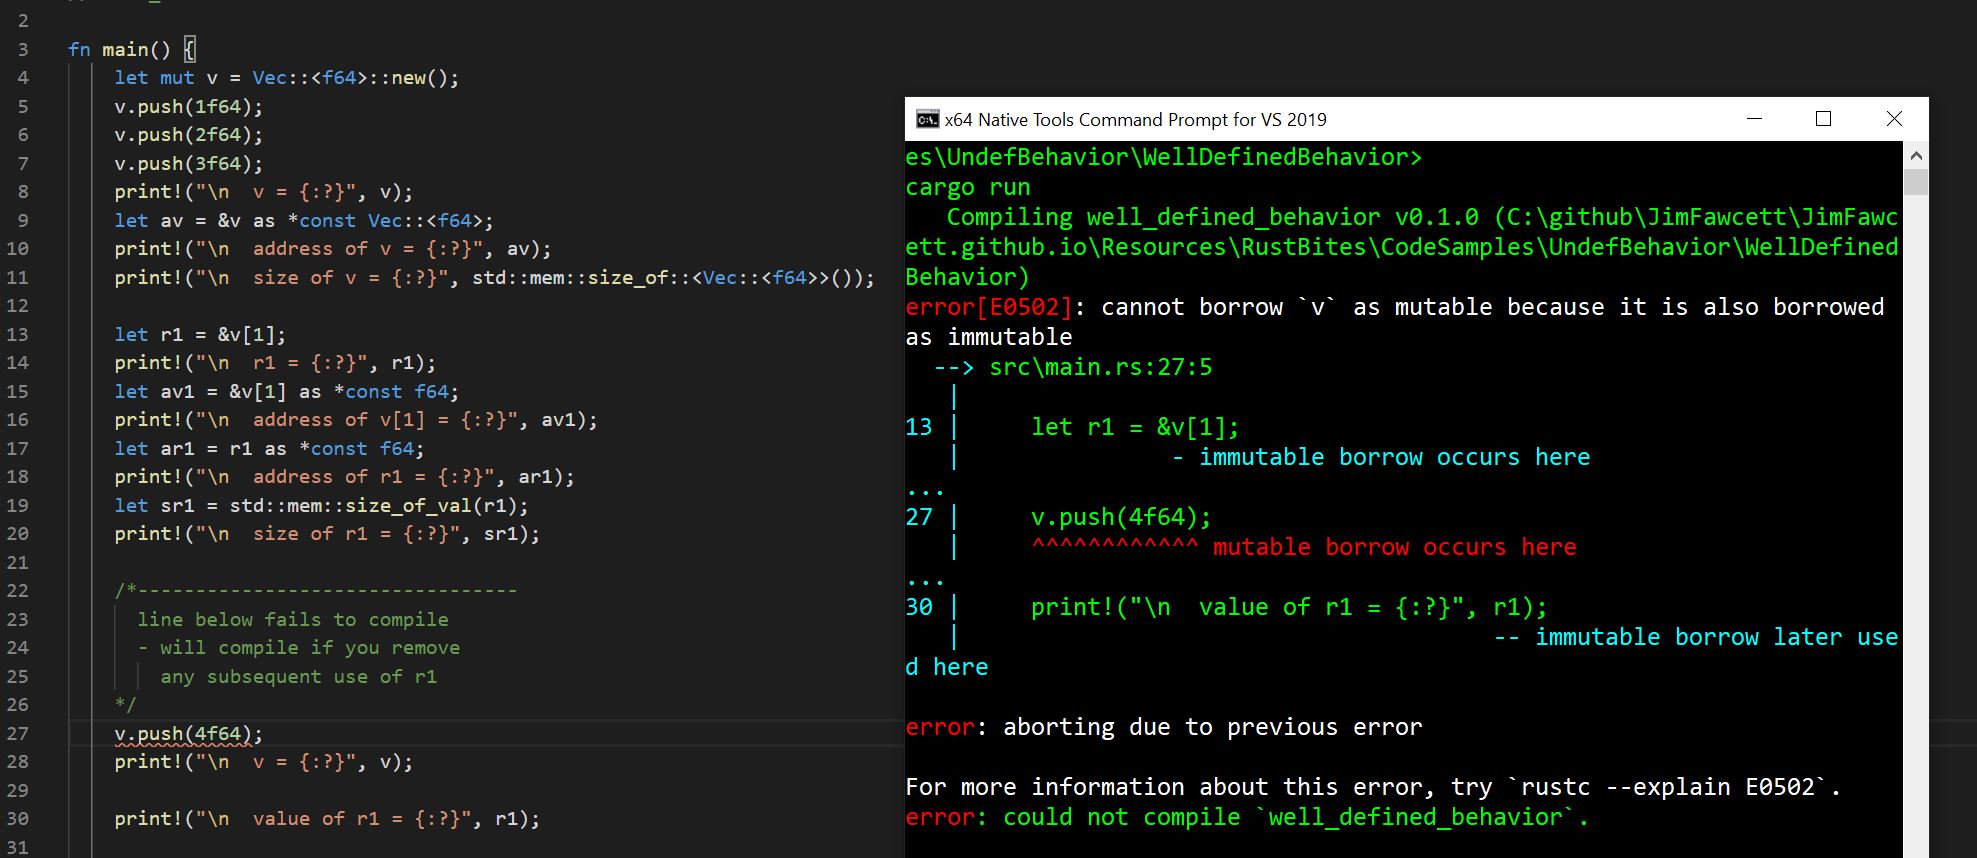 2
3 fn main() {
4 let mut v = Vec::<f64>::new();
5 v.push(1f64);
6 v.push(2f64);
7 v.push(3f64);
8 print!("\n  v = {:?}", v);
9 let av = &v as *const Vec::<f64>;
10 print!("\n  address of v = {:?}", av);
11 print!("\n  size of v = {:?}", std::mem::size_of::<Vec::<f64>>());
12
13 let r1 = &v[1];
14 print!("\n  r1 = {:?}", r1);
15 let av1 = &v[1] as *const f64;
16 print!("\n  address of v[1] = {:?}", av1);
17 let ar1 = r1 as *const f64;
18 print!("\n  address of r1 = {:?}", ar1);
19 let sr1 = std::mem::size_of_val(r1);
20 print!("\n  size of r1 = {:?}", sr1);
21
22 /*---------------------------------
23 line below fails to compile
24 - will compile if you remove
25 any subsequent use of r1
26 */
27 v.push(4f64);
28 print!("\n  v = {:?}", v);
29
30 print!("\n  value of r1 = {:?}", r1);
31
x64 Native Tools Command Prompt for VS 2019
es\UndefBehavior\WellDefinedBehavior>
cargo run
Compiling well_defined_behavior v0.1.0 (C:\github\JimFawcett\JimFawc
ett.github.io\Resources\RustBites\CodeSamples\UndefBehavior\WellDefined
Behavior)
error[E0502]: cannot borrow `v` as mutable because it is also borrowed
as immutable
--> src\main.rs:27:5
|
13 | let r1 = &v[1];
| - immutable borrow occurs here
...
27 | v.push(4f64);
| ^^^^^^^^^^^^ mutable borrow occurs here
...
30 | print!("\n  value of r1 = {:?}", r1);
| -- immutable borrow later use
d here
error: aborting due to previous error
For more information about this error, try `rustc --explain E0502`.
error: could not compile `well_defined_behavior`.